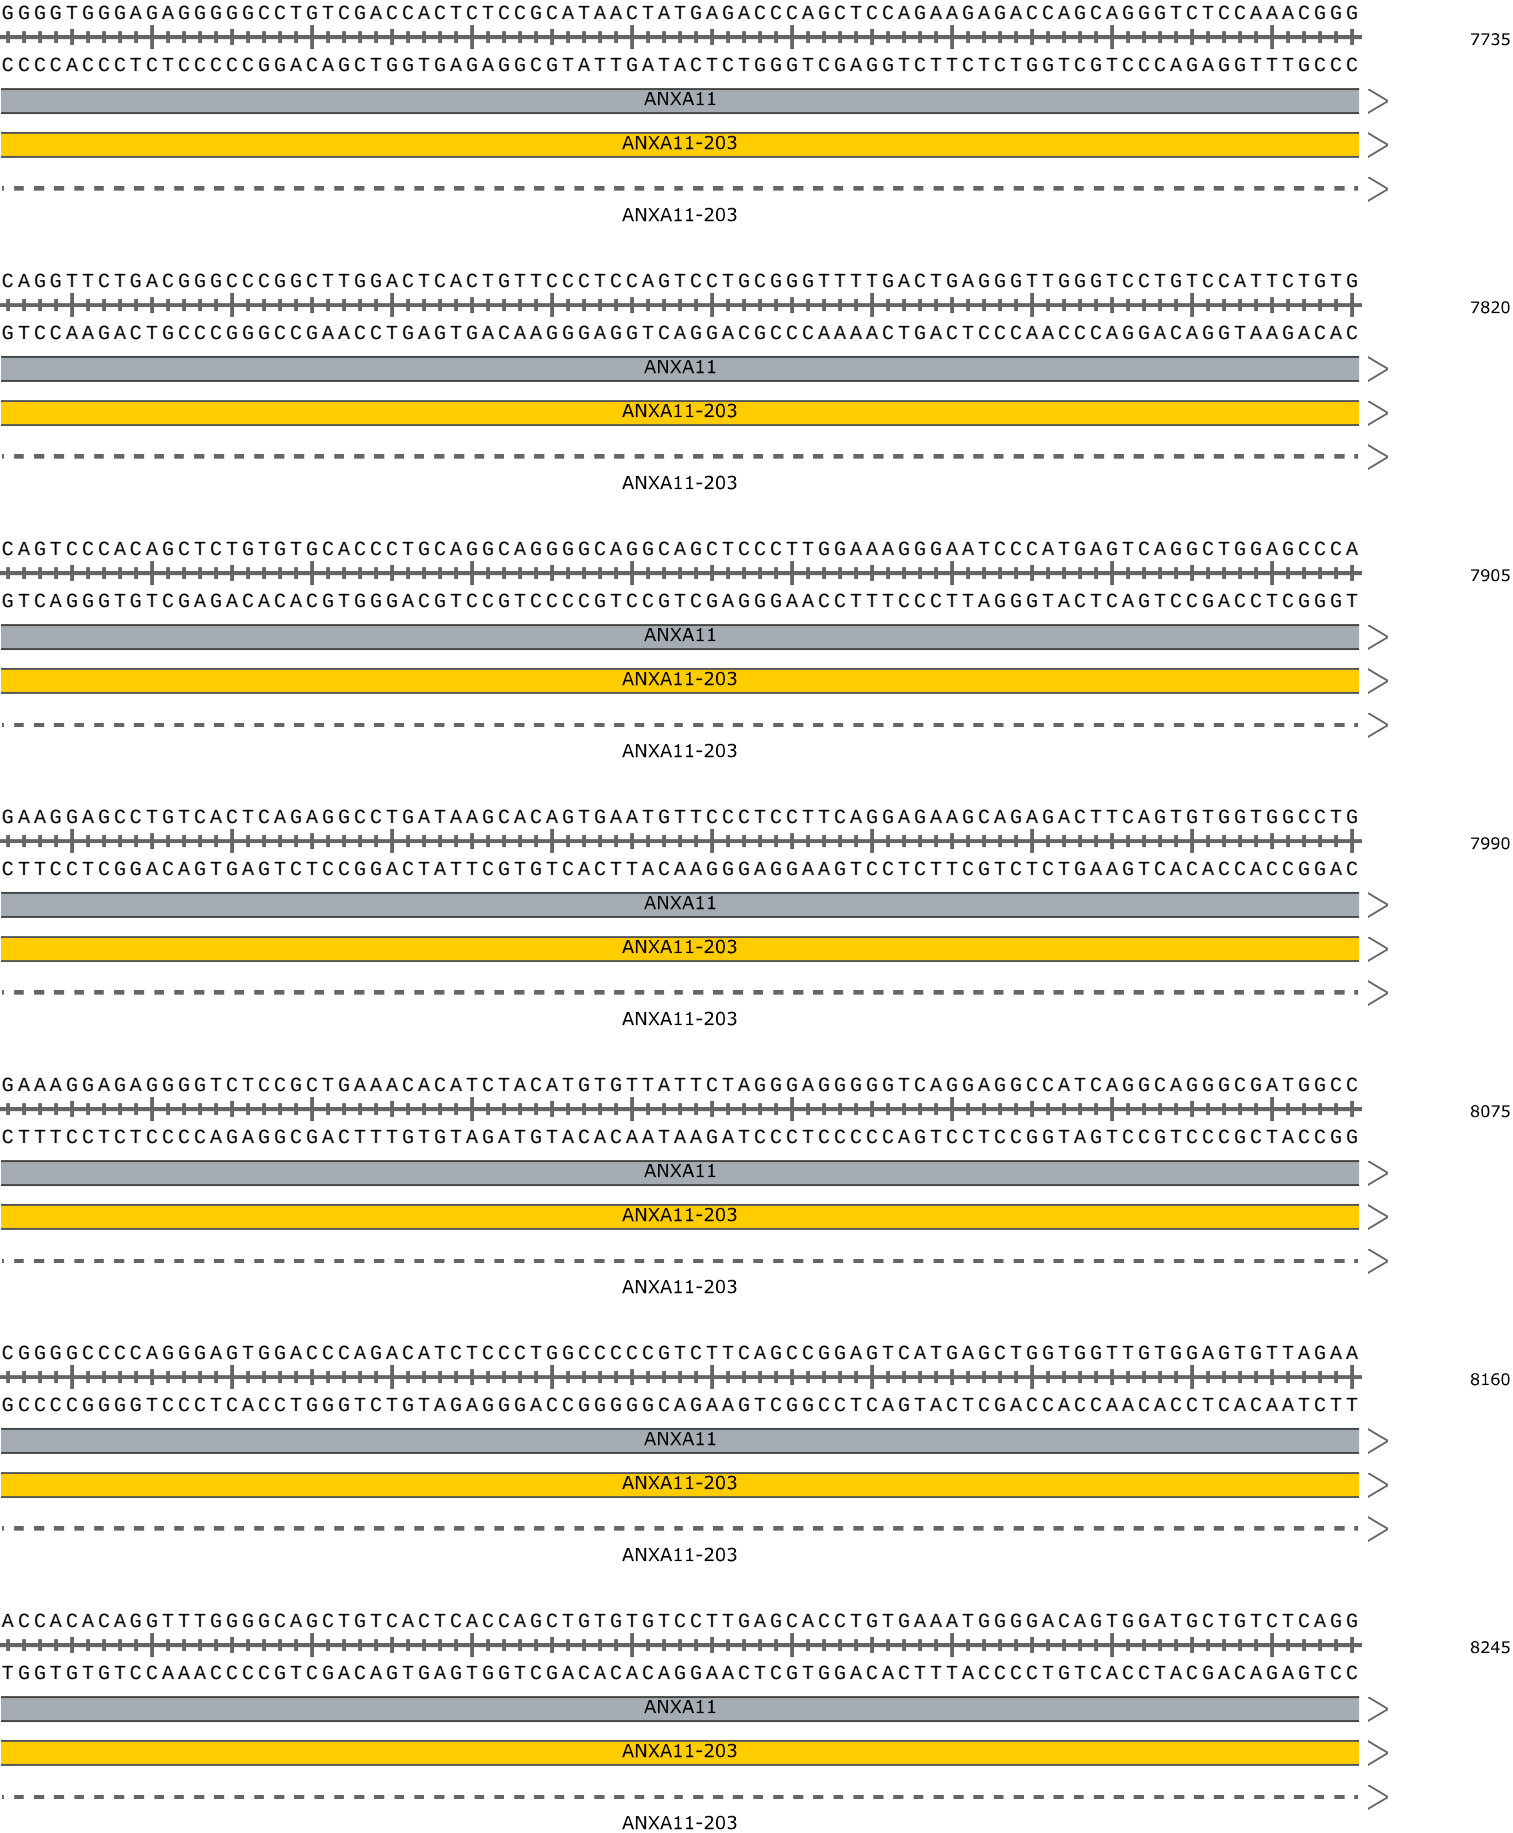 GGGGTGGGAGAGGGGGCCTGTCGACCACTCTCCGCATAACTATGAGACCCAGCTCCAGAAGAGACCAGCAGGGTCTCCAAACGGG
7735
CCCCACCCTCTCCCCCGGACAGCTGGTGAGAGGCGTATTGATACTCTGGGTCGAGGTCTTCTCTGGTCGTCCCAGAGGTTTGCCC
ANXA11
ANXA11-203
ANXA11-203
CAGGTTCTGACGGGCCCGGCTTGGACTCACTGTTCCCTCCAGTCCTGCGGGTTTTGACTGAGGGTTGGGTCCTGTCCATTCTGTG
7820
GTCCAAGACTGCCCGGGCCGAACCTGAGTGACAAGGGAGGTCAGGACGCCCAAAACTGACTCCCAACCCAGGACAGGTAAGACAC
ANXA11
ANXA11-203
ANXA11-203
CAGTCCCACAGCTCTGTGTGCACCCTGCAGGCAGGGGCAGGCAGCTCCCTTGGAAAGGGAATCCCATGAGTCAGGCTGGAGCCCA
7905
GTCAGGGTGTCGAGACACACGTGGGACGTCCGTCCCCGTCCGTCGAGGGAACCTTTCCCTTAGGGTACTCAGTCCGACCTCGGGT
ANXA11
ANXA11-203
ANXA11-203
GAAGGAGCCTGTCACTCAGAGGCCTGATAAGCACAGTGAATGTTCCCTCCTTCAGGAGAAGCAGAGACTTCAGTGTGGTGGCCTG
7990
CTTCCTCGGACAGTGAGTCTCCGGACTATTCGTGTCACTTACAAGGGAGGAAGTCCTCTTCGTCTCTGAAGTCACACCACCGGAC
ANXA11
ANXA11-203
ANXA11-203
GAAAGGAGAGGGGTCTCCGCTGAAACACATCTACATGTGTTATTCTAGGGAGGGGGTCAGGAGGCCATCAGGCAGGGCGATGGCC
8075
CTTTCCTCTCCCCAGAGGCGACTTTGTGTAGATGTACACAATAAGATCCCTCCCCCAGTCCTCCGGTAGTCCGTCCCGCTACCGG
ANXA11
ANXA11-203
ANXA11-203
CGGGGCCCCAGGGAGTGGACCCAGACATCTCCCTGGCCCCCGTCTTCAGCCGGAGTCATGAGCTGGTGGTTGTGGAGTGTTAGAA
8160
GCCCCGGGGTCCCTCACCTGGGTCTGTAGAGGGACCGGGGGCAGAAGTCGGCCTCAGTACTCGACCACCAACACCTCACAATCTT
ANXA11
ANXA11-203
ANXA11-203
ACCACACAGGTTTGGGGCAGCTGTCACTCACCAGCTGTGTGTCCTTGAGCACCTGTGAAATGGGGACAGTGGATGCTGTCTCAGG
8245
TGGTGTGTCCAAACCCCGTCGACAGTGAGTGGTCGACACACAGGAACTCGTGGACACTTTACCCCTGTCACCTACGACAGAGTCC
ANXA11
ANXA11-203
ANXA11-203